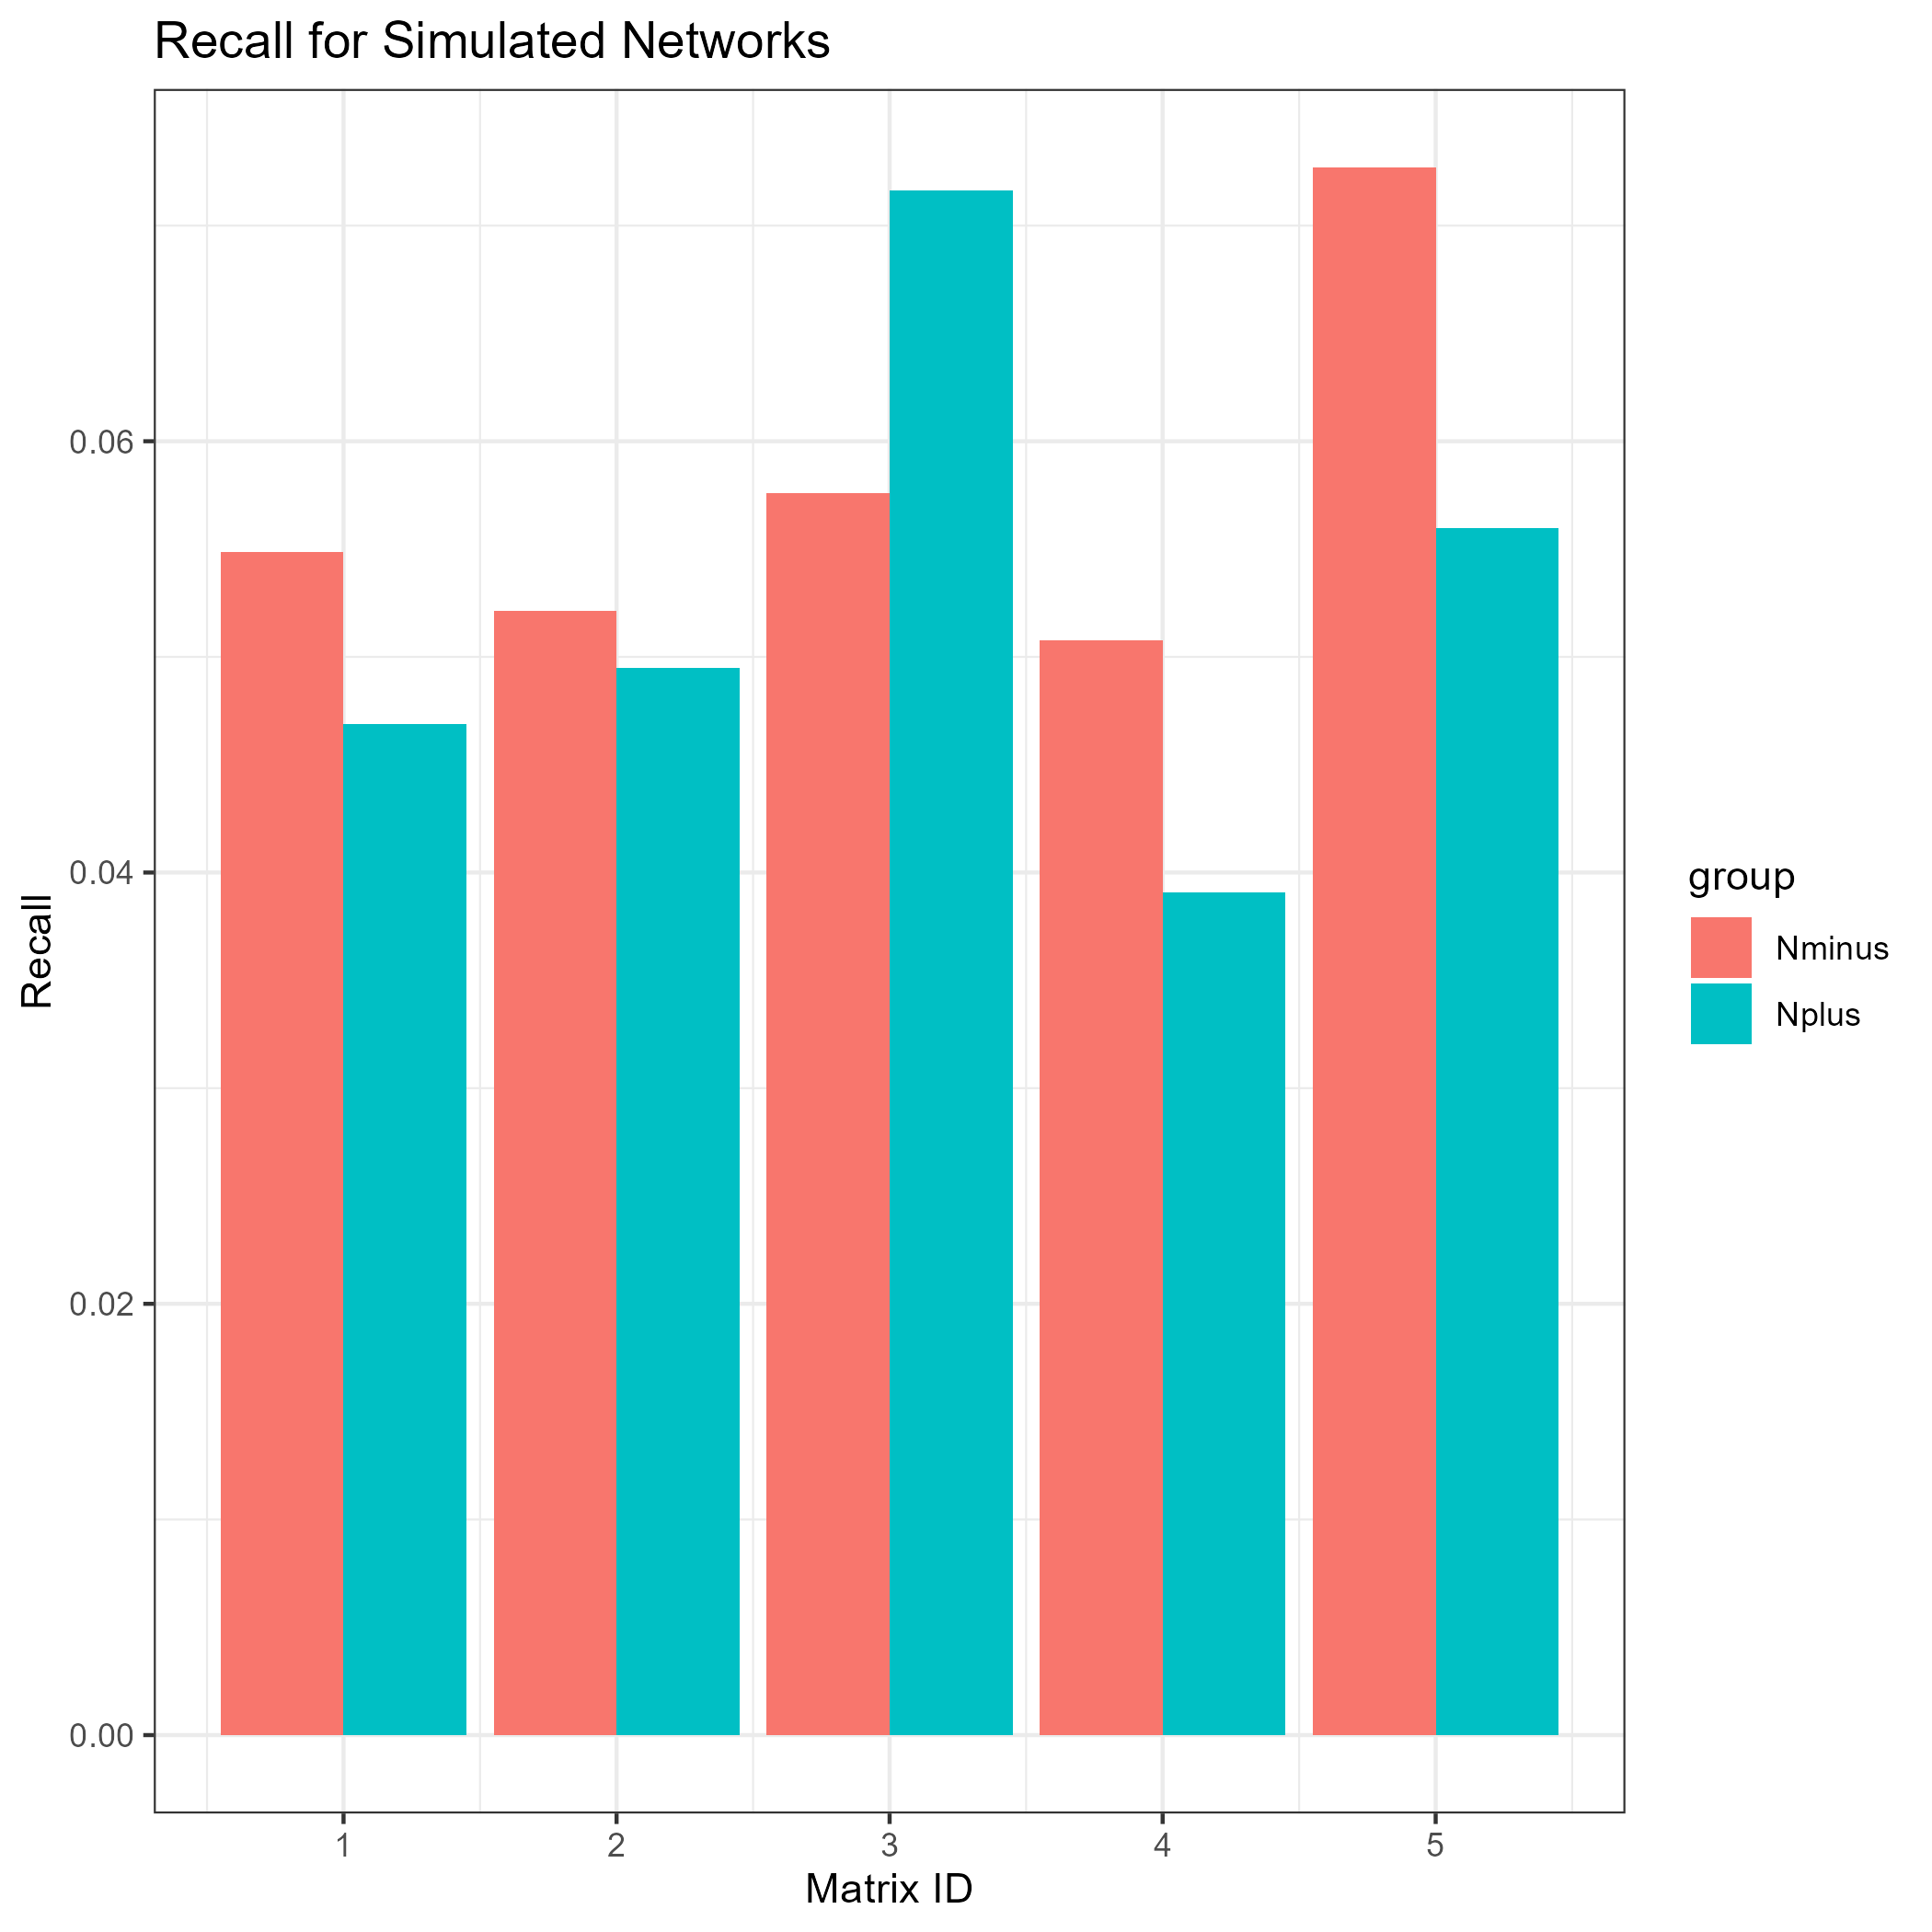 Recall for Simulated Networks
0.06
0.04
0.02
0.00
Recall
1 2 3 4 5
Matrix ID
group
Nminus
Nplus